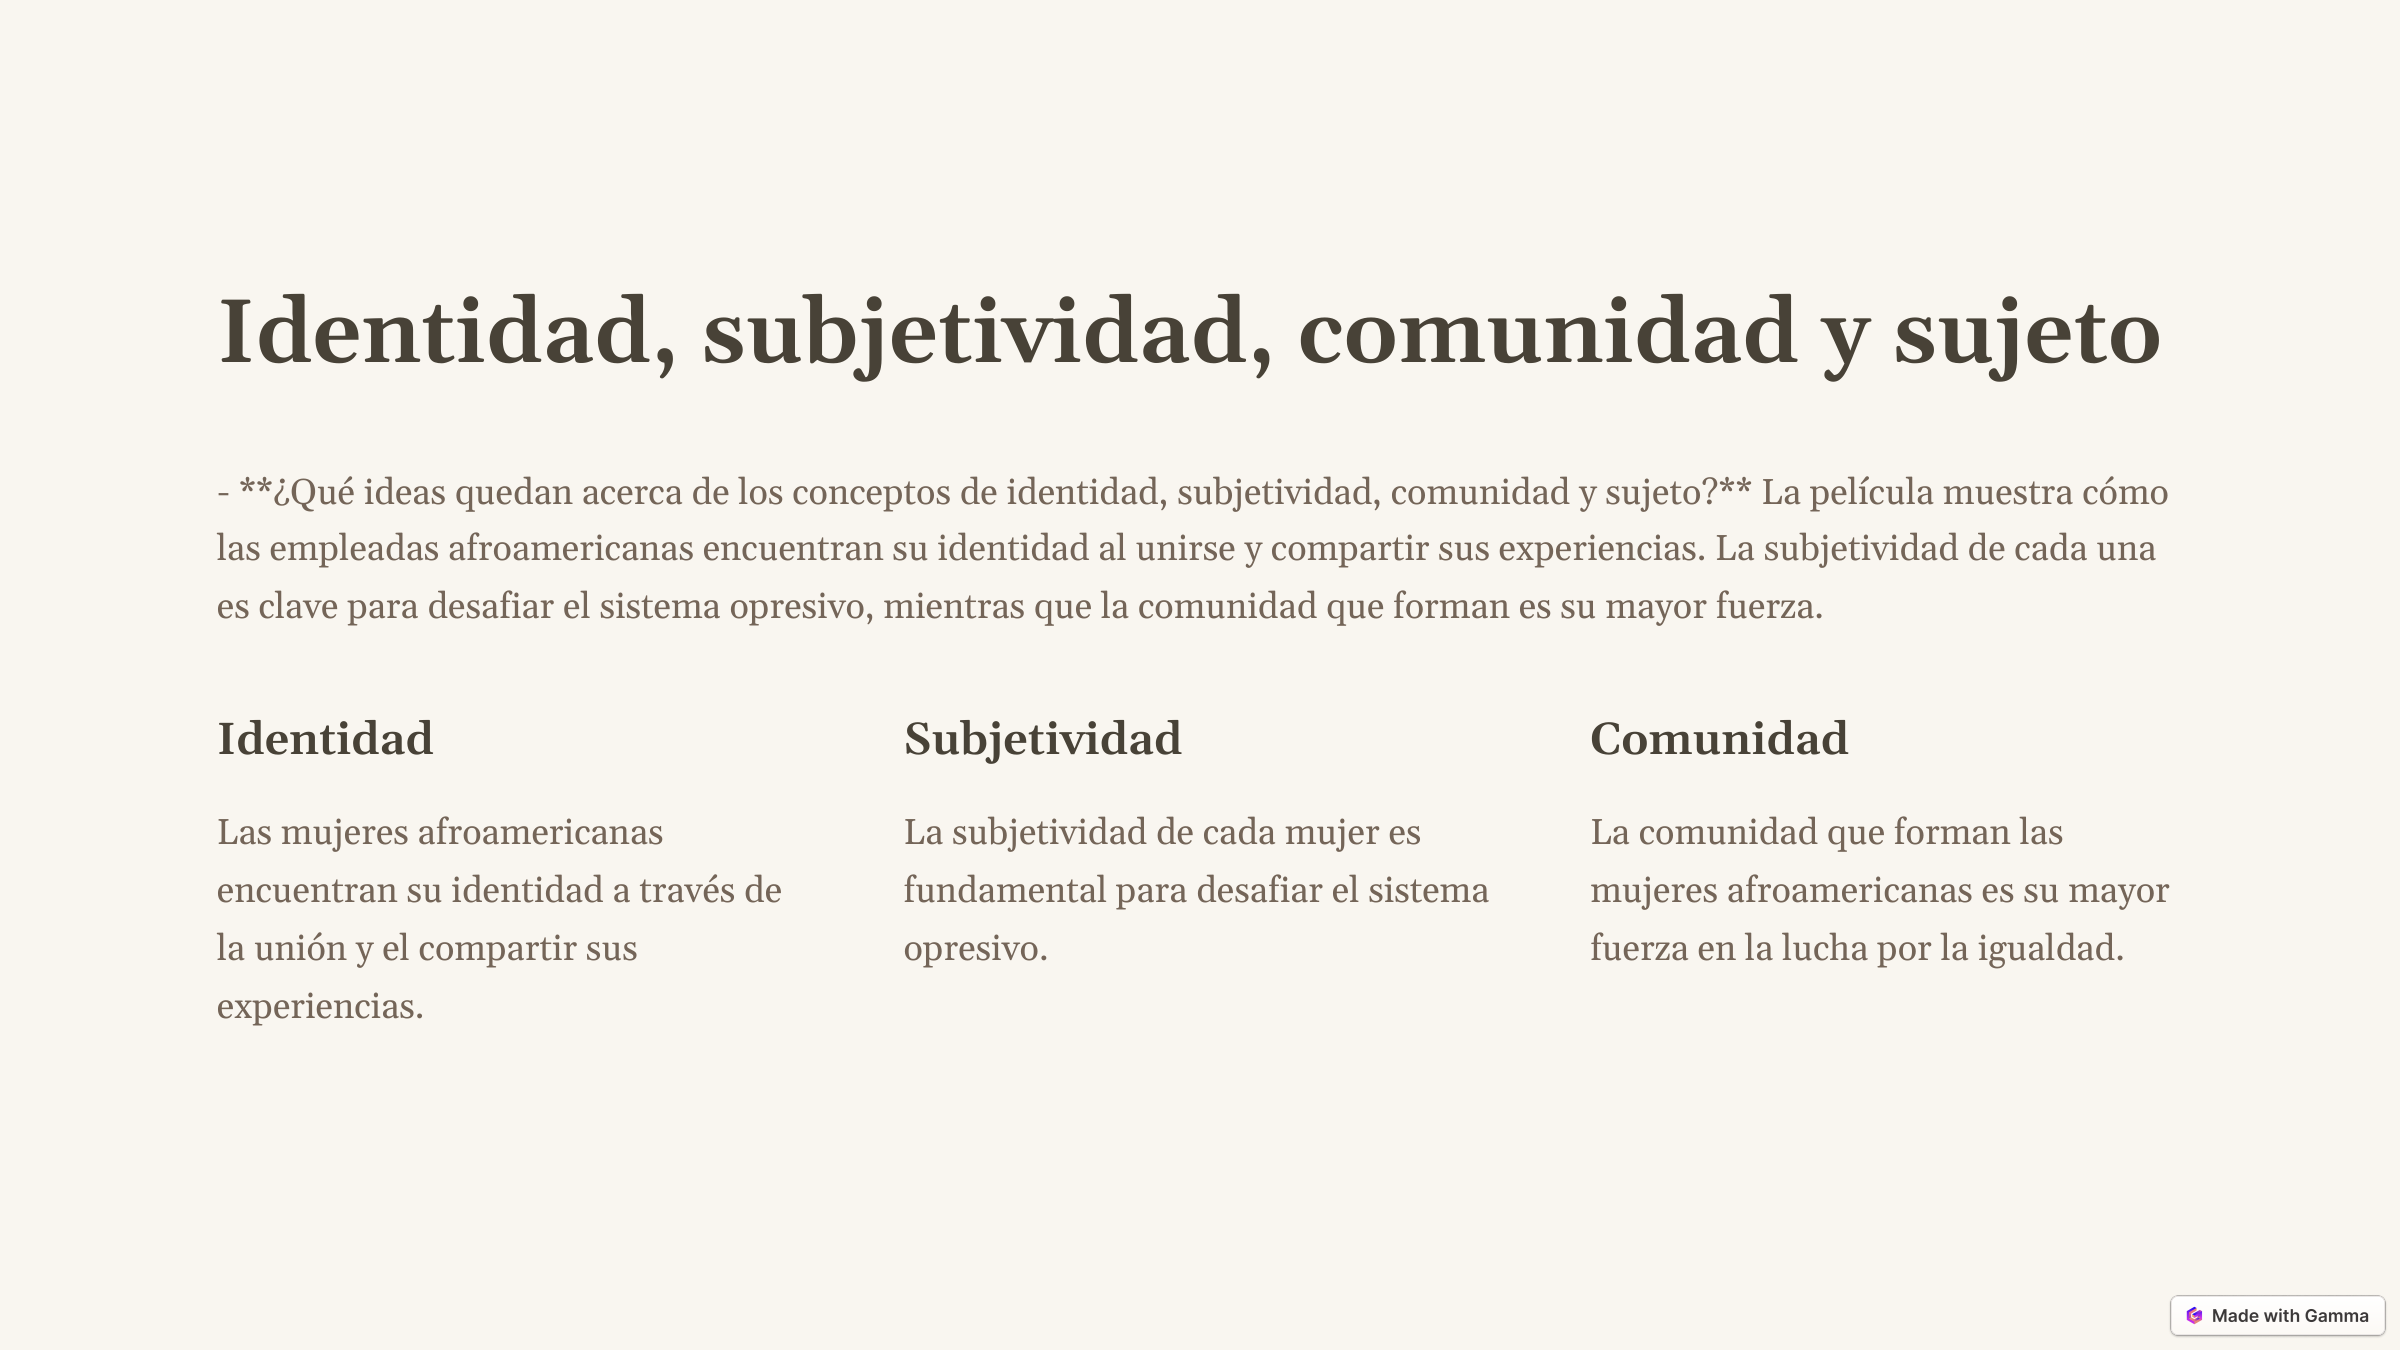 Identidad, subjetividad, comunidad y sujeto
- **¿Qué ideas quedan acerca de los conceptos de identidad, subjetividad, comunidad y sujeto?** La película muestra cómo
las empleadas afroamericanas encuentran su identidad al unirse y compartir sus experiencias. La subjetividad de cada una
es clave para desafiar el sistema opresivo, mientras que la comunidad que forman es su mayor fuerza.
Identidad
Las mujeres afroamericanas
encuentran su identidad a través de
la unión y el compartir sus
experiencias.
Subjetividad
La subjetividad de cada mujer es
fundamental para desafiar el sistema
opresivo.
Comunidad
La comunidad que forman las
mujeres afroamericanas es su mayor
fuerza en la lucha por la igualdad.
Made with Gamma